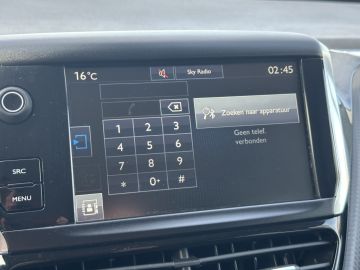 16°C Sky Radio 02:45
Zoeken naar apparatuur
Geen telef.
verbonden
1 2 3
4 5 6
7 8 9
* 0+ #
SRC
MENU